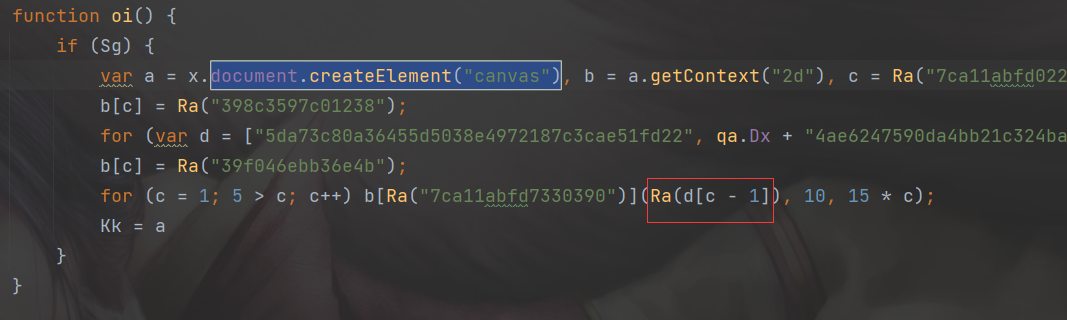 function oi() {
if (Sg) {
var a = x.document.createElement("canvas"), b = a.getContext("2d"), c = Ra("7ca11abfd022
b[c] = Ra("398c3597c01238");
for (var d = ["5da73c80a36455d5038e4972187c3cae51fd22", qa.Dx + "4ae6247590da4bb21c324ba
b[c] = Ra("39f046ebb36e4b");
for (c = 1; 5 > c; c++) b[Ra("7ca11abfd7330390")](Ra(d[c - 1]), 10, 15 * c);
Kk = a
}
}